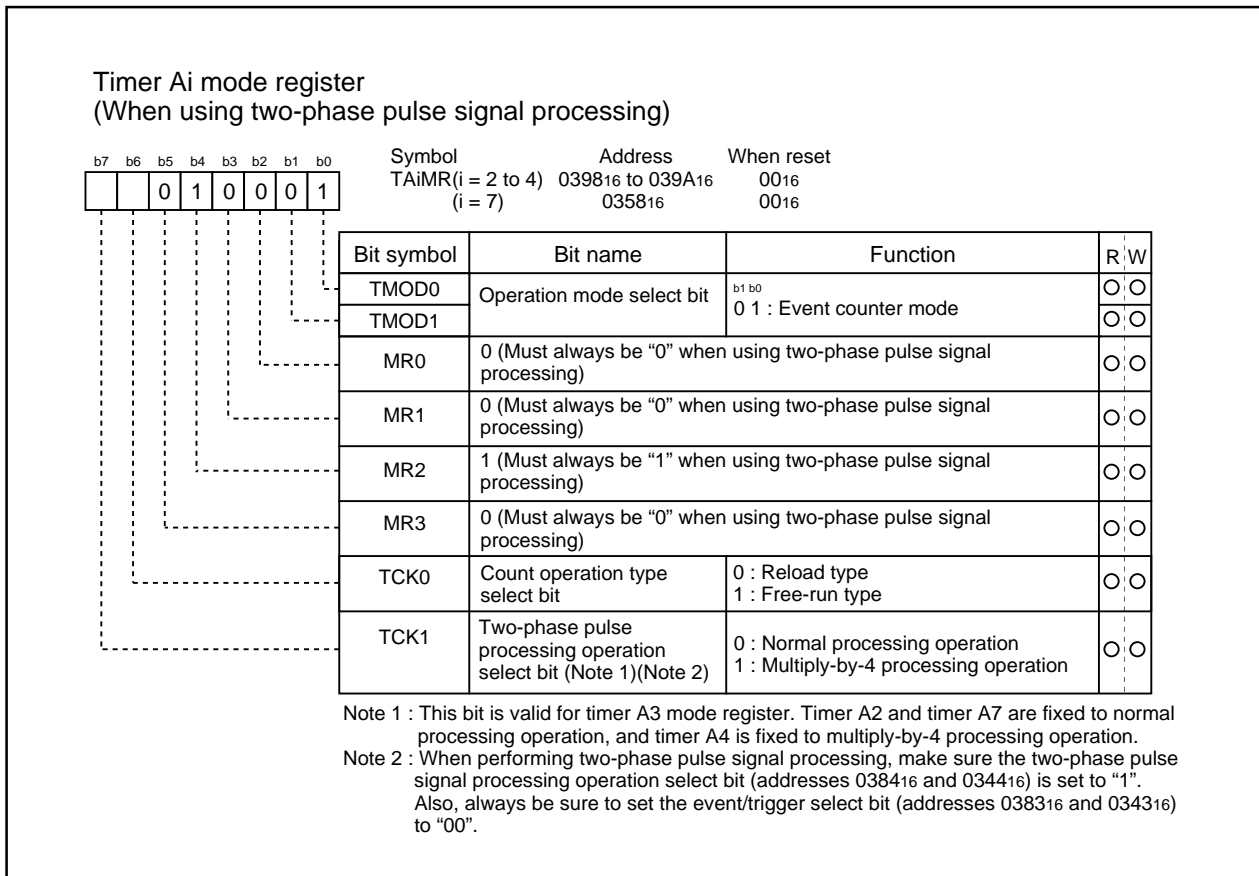 Timer Ai mode register
(When using two-phase pulse signal processing)
b7 b6 b5 b4 b3 b2 b1 b0
0 1 0 0 0 1
Symbol Address When reset
TAiMR(i = 2 to 4) 039816 to 039A16 0016
(i = 7) 035816 0016
Bit symbol Bit name Function R W
TMOD0
TMOD1
Operation mode select bit
b1 b0
0 1 : Event counter mode
MR0
0 (Must always be “0” when using two-phase pulse signal
processing)
MR1
0 (Must always be “0” when using two-phase pulse signal
processing)
MR2
1 (Must always be “1” when using two-phase pulse signal
processing)
MR3
0 (Must always be “0” when using two-phase pulse signal
processing)
TCK0
Count operation type
select bit
0 : Reload type
1 : Free-run type
TCK1
Two-phase pulse
processing operation
select bit (Note 1)(Note 2)
0 : Normal processing operation
1 : Multiply-by-4 processing operation
Note 1 : This bit is valid for timer A3 mode register. Timer A2 and timer A7 are fixed to normal
processing operation, and timer A4 is fixed to multiply-by-4 processing operation.
Note 2 : When performing two-phase pulse signal processing, make sure the two-phase pulse
signal processing operation select bit (addresses 038416 and 034416) is set to “1”.
Also, always be sure to set the event/trigger select bit (addresses 038316 and 034316)
to “00”.